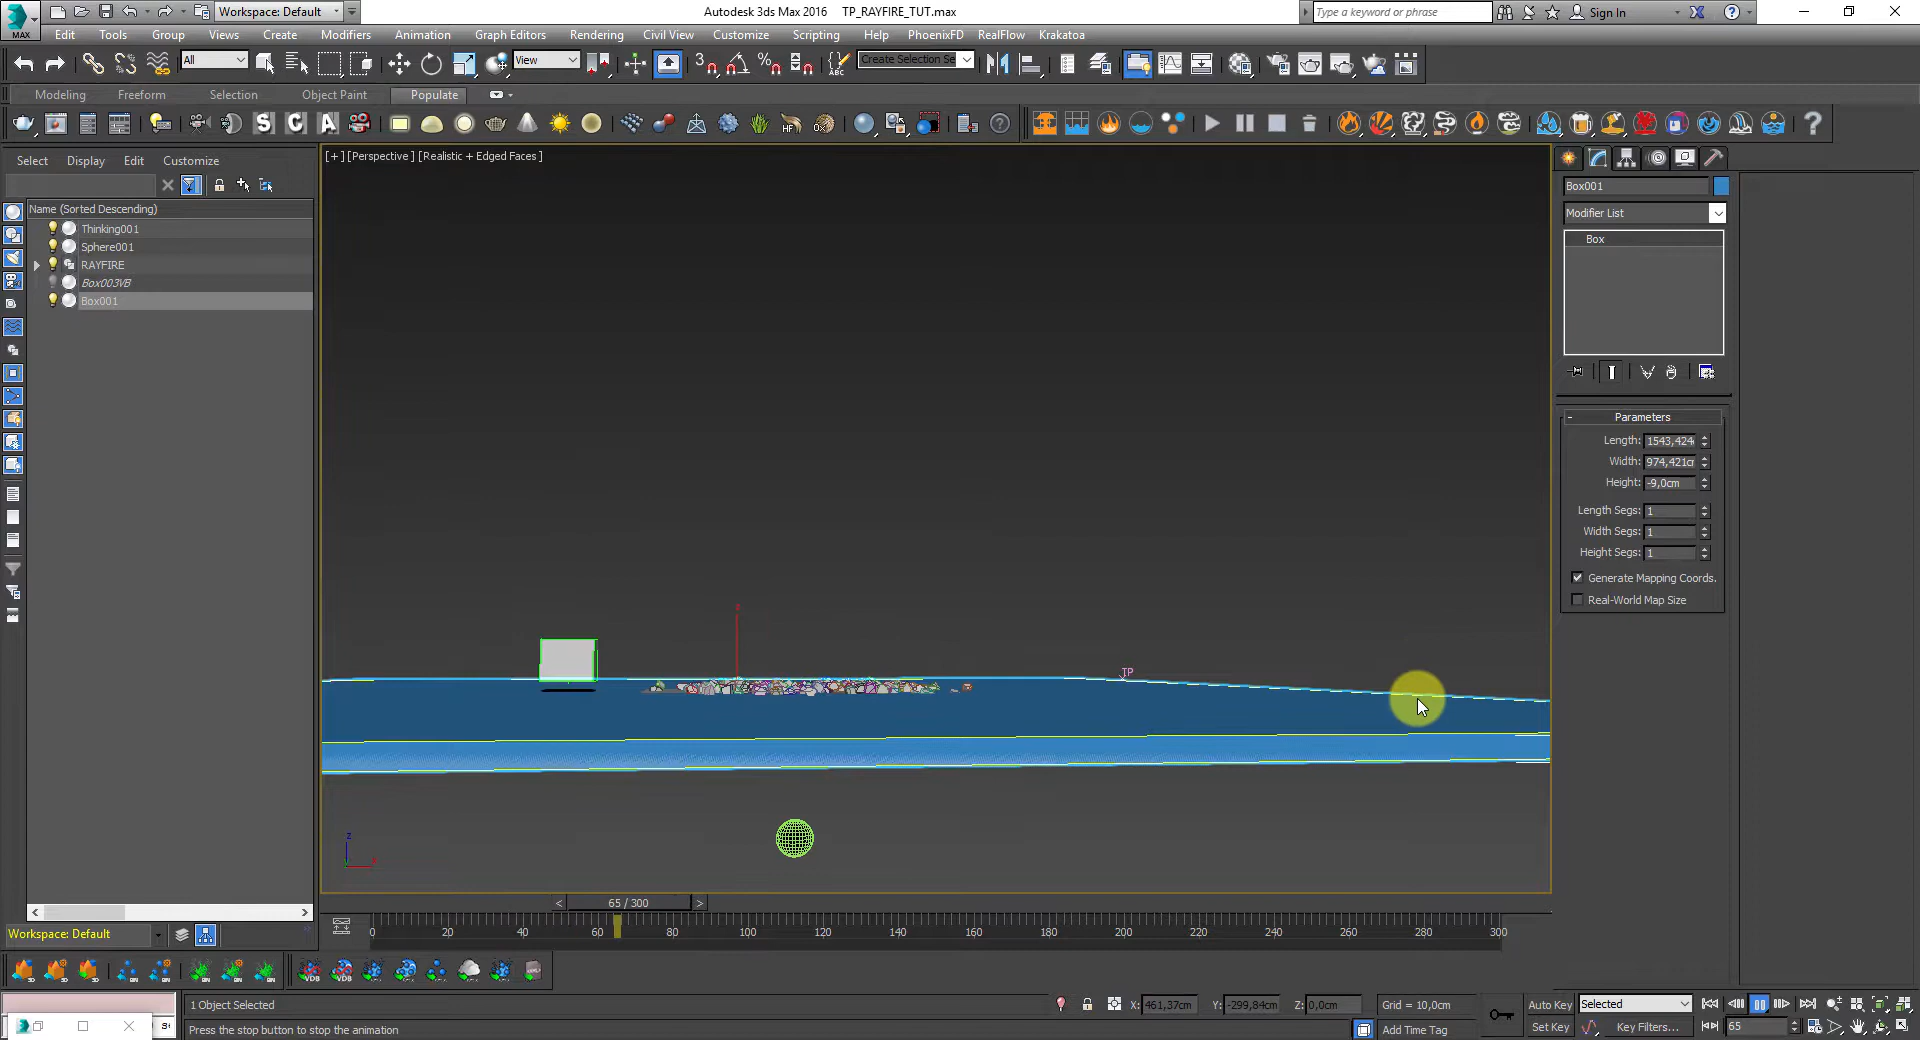 Workspace: Default
Autodesk 3ds Max 2016 TP_RAYFIRE_TUT.max
Type a keyword or phrase
Sign In
MAX
Edit Tools Group Views Create Modifiers Animation Graph Editors Rendering Civil View Customize Scripting Help PhoenixFD RealFlow Krakatoa
All
View
Create Selection Se
Modeling Freeform Selection Object Paint Populate
Select Display Edit Customize
[+] [Perspective] [Realistic + Edged Faces]
Name (Sorted Descending)
Thinking001
Sphere001
RAYFIRE
Box003VB
Box001
Box001
Modifier List
Box
Parameters
Length: 1543,424
Width: 974,421cr
Height: -9,0cm
Length Segs: 1
Width Segs: 1
Height Segs: 1
Generate Mapping Coords.
Real-World Map Size
TP
z
z
x
65 / 300
0 20 40 60 80 100 120 140 160 180 200 220 240 260 280 300
Workspace: Default
1 Object Selected
X: 461,37cm Y: -299,84cm Z: 0,0cm Grid = 10,0cm
Auto Key Selected
Press the stop button to stop the animation
Add Time Tag
Set Key Key Filters...
65